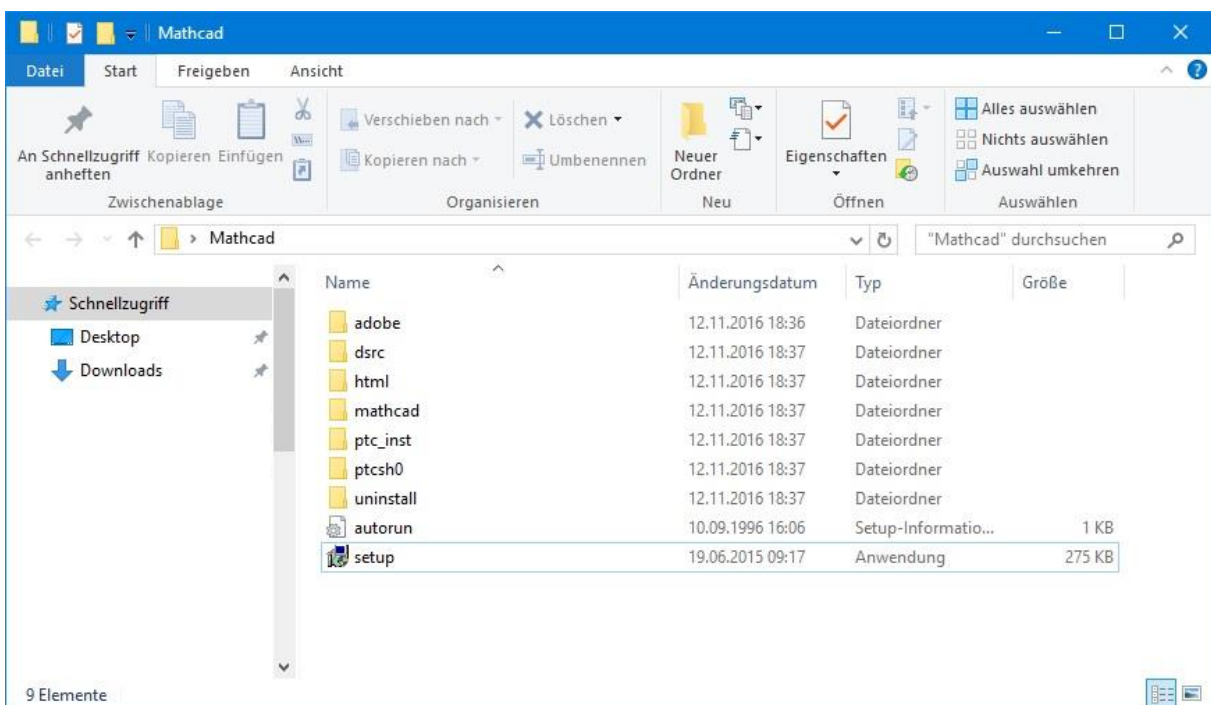 Mathcad
Datei Start Freigeben Ansicht
An Schnellzugriff anheften
Kopieren
Einfügen
Zwischenablage
Verschieben nach
Kopieren nach
Löschen
Umbenennen
Organisieren
Neuer Ordner
Neu
Eigenschaften
Öffnen
Alles auswählen
Nichts auswählen
Auswahl umkehren
Auswählen
Mathcad
"Mathcad" durchsuchen
Schnellzugriff
Desktop
Downloads
Name Änderungsdatum Typ Größe
adobe 12.11.2016 18:36 Dateiordner
dsrc 12.11.2016 18:37 Dateiordner
html 12.11.2016 18:37 Dateiordner
mathcad 12.11.2016 18:37 Dateiordner
ptc_inst 12.11.2016 18:37 Dateiordner
ptcsh0 12.11.2016 18:37 Dateiordner
uninstall 12.11.2016 18:37 Dateiordner
autorun 10.09.1996 16:06 Setup-Informatio... 1 KB
setup 19.06.2015 09:17 Anwendung 275 KB
9 Elemente